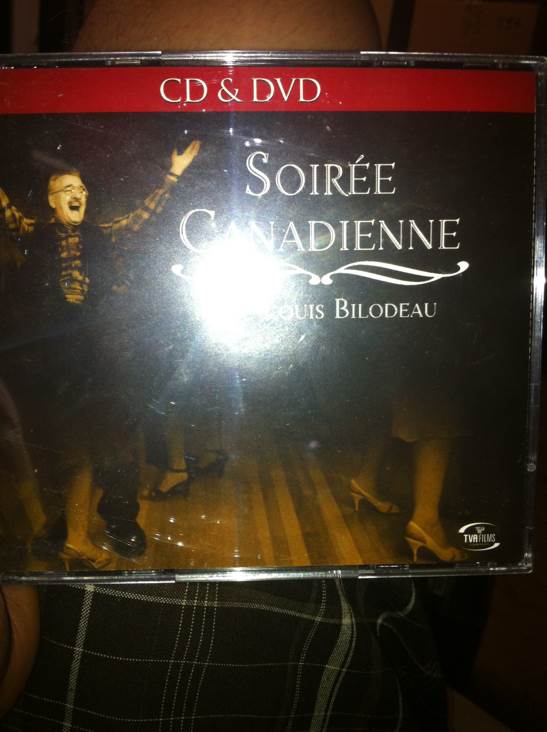 CD & DVD
SOIRÉE
CANADIENNE
LOUIS BILODEAU
TVA FILMS